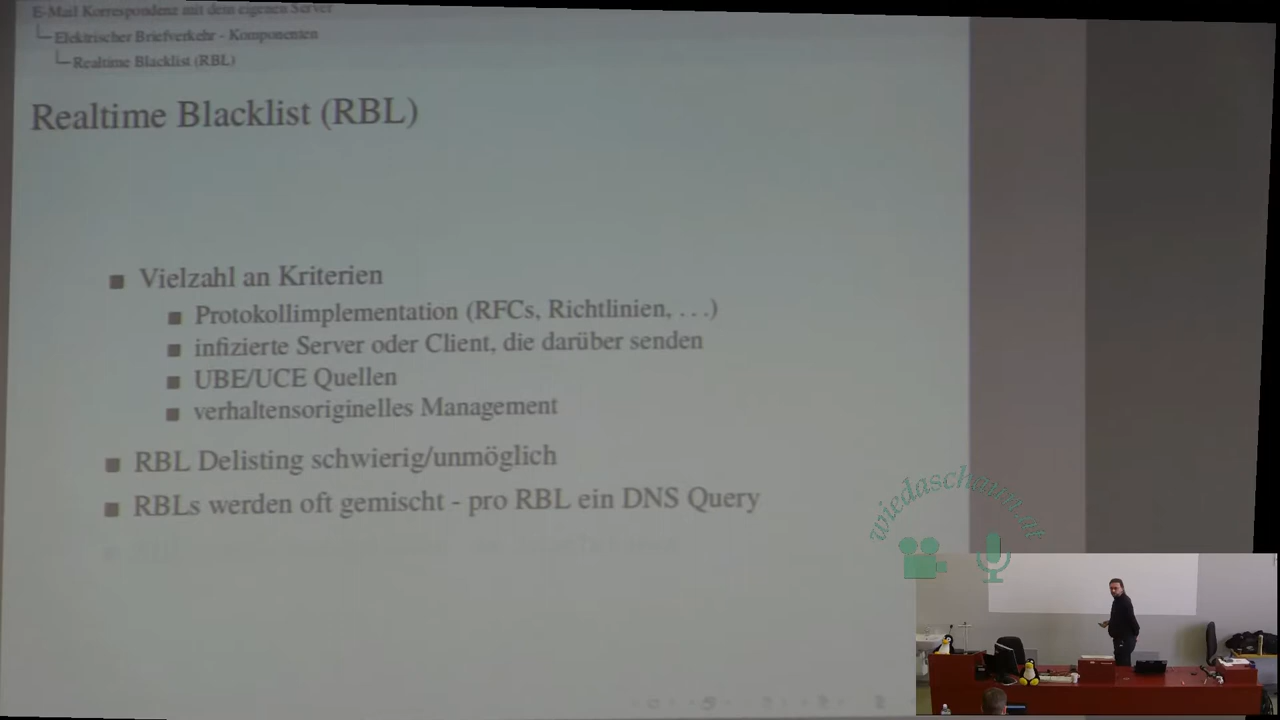 E-Mail Korrespondenz mit dem eigenen Server
Elektrischer Briefverkehr - Komponenten
Realtime Blacklist (RBL)
Realtime Blacklist (RBL)
Vielzahl an Kriterien
Protokollimplementation (RFCs, Richtlinien, . . .)
infizierte Server oder Client, die darüber senden
UBE/UCE Quellen
verhaltensoriginelles Management
RBL Delisting schwierig/unmöglich
RBLs werden oft gemischt - pro RBL ein DNS Query
wiedaschauen.at